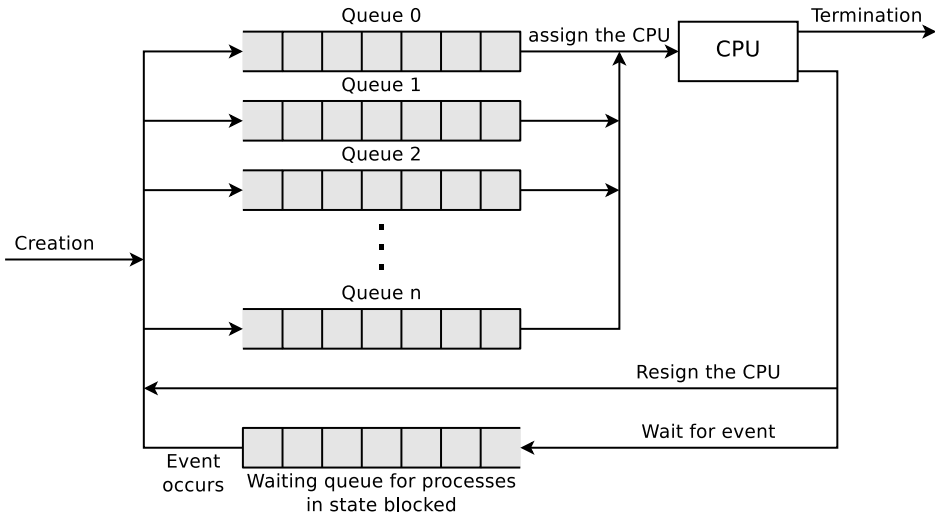 Queue 0
Termination
assign the CPU
CPU
Queue 1
Queue 2
Creation
Queue n
Resign the CPU
Wait for event
Event
occurs
Waiting queue for processes
in state blocked